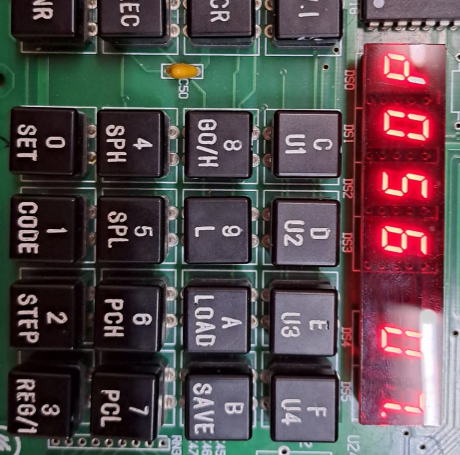 01
DS0 DS1 DS2 DS3 DS4 DS5
C D E F
U1 U2 U3 U4
8 9 A B
GO/H L LOAD SAVE
C50
4 5 6 7
SPH SPL PCH PCL
0 1 2 3
SET CODE STEP REG/I